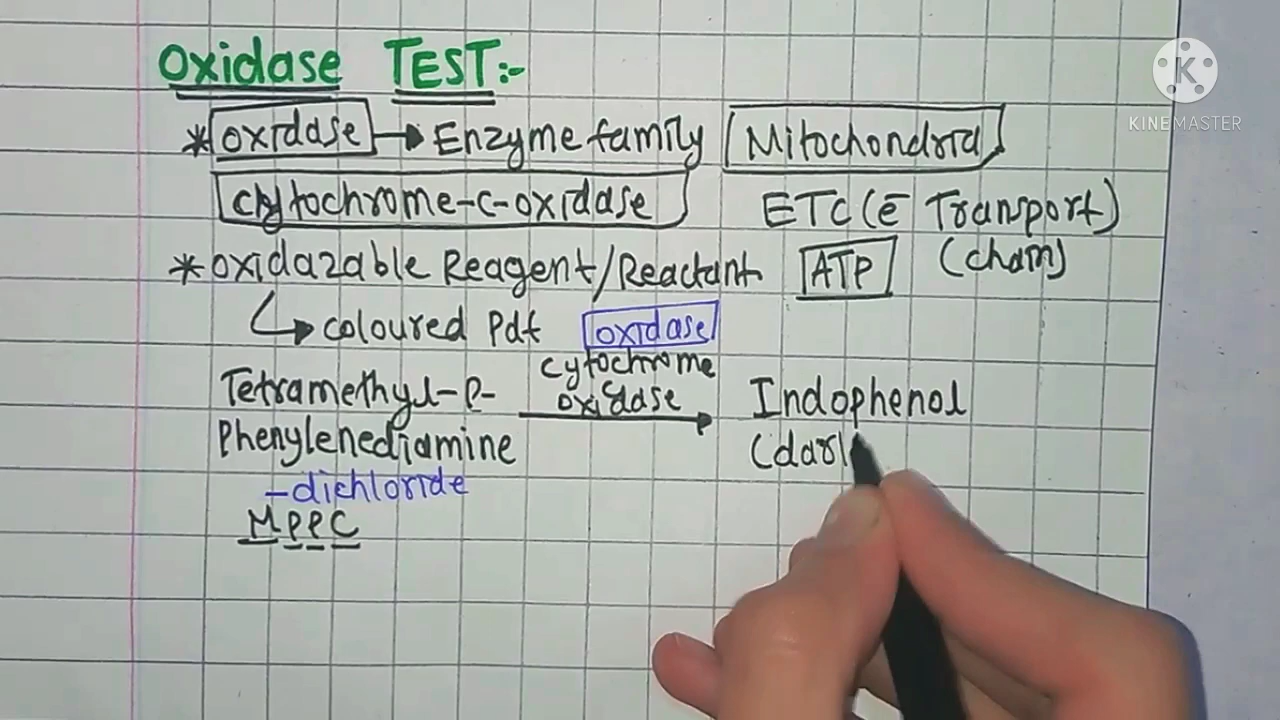 Oxidase TEST:-
* oxidase → Enzyme family Mitochondria
cytochrome-c-oxidase ETC (ē Transport)
(chain)
* oxidazable Reagent/Reactant ATP
↳ coloured Pdt oxidase
cytochrome
c
oxidase
Tetramethyl-p- → Indophenol
Phenylenediamine (dark
-dichloride
MPPC
K
KINEMASTER